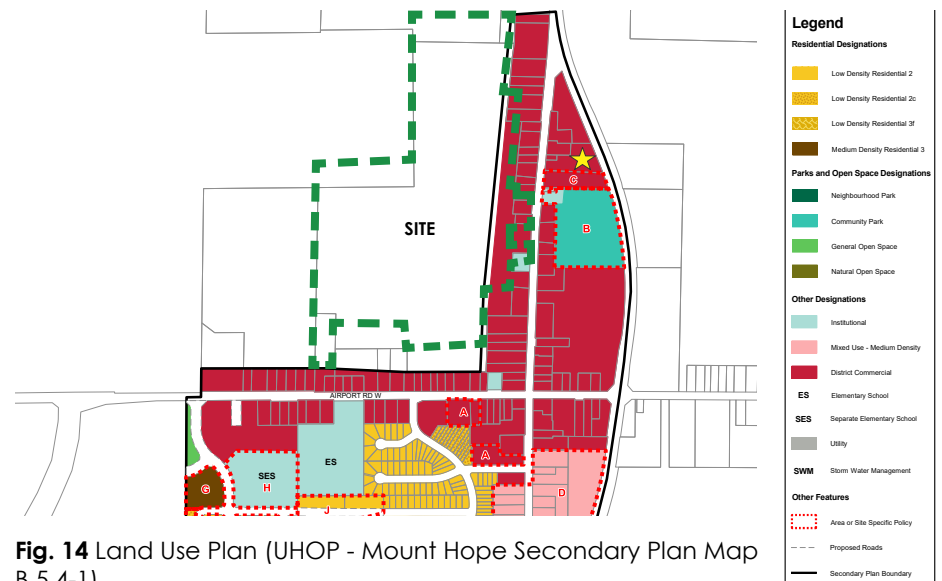 SITE
C
B
AIRPORT RD W
A
A
ES
SES
H
G
J
D
Legend
Residential Designations
Low Density Residential 2
Low Density Residential 2c
Low Density Residential 3f
Medium Density Residential 3
Parks and Open Space Designations
Neighbourhood Park
Community Park
General Open Space
Natural Open Space
Other Designations
Institutional
Mixed Use - Medium Density
District Commercial
ES Elementary School
SES Separate Elementary School
Utility
SWM Storm Water Management
Other Features
Area or Site Specific Policy
Proposed Roads
Secondary Plan Boundary
Fig. 14 Land Use Plan (UHOP - Mount Hope Secondary Plan Map
B.5.4-1)